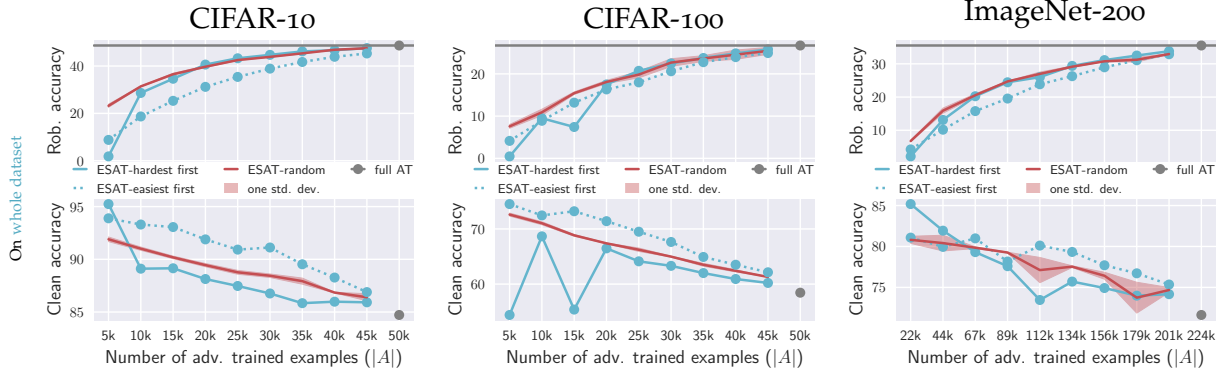 CIFAR-10
CIFAR-100
ImageNet-200
On whole dataset
Rob. accuracy
40
20
0
Rob. accuracy
20
10
0
Rob. accuracy
30
20
10
ESAT-hardest first
ESAT-random
full AT
ESAT-easiest first
one std. dev.
ESAT-hardest first
ESAT-random
full AT
ESAT-easiest first
one std. dev.
ESAT-hardest first
ESAT-random
full AT
ESAT-easiest first
one std. dev.
Clean accuracy
95
90
85
Clean accuracy
70
60
Clean accuracy
85
80
75
5k 10k 15k 20k 25k 30k 35k 40k 45k 50k
5k 10k 15k 20k 25k 30k 35k 40k 45k 50k
22k 44k 67k 89k 112k 134k 156k 179k 201k 224k
Number of adv. trained examples (|A|)
Number of adv. trained examples (|A|)
Number of adv. trained examples (|A|)